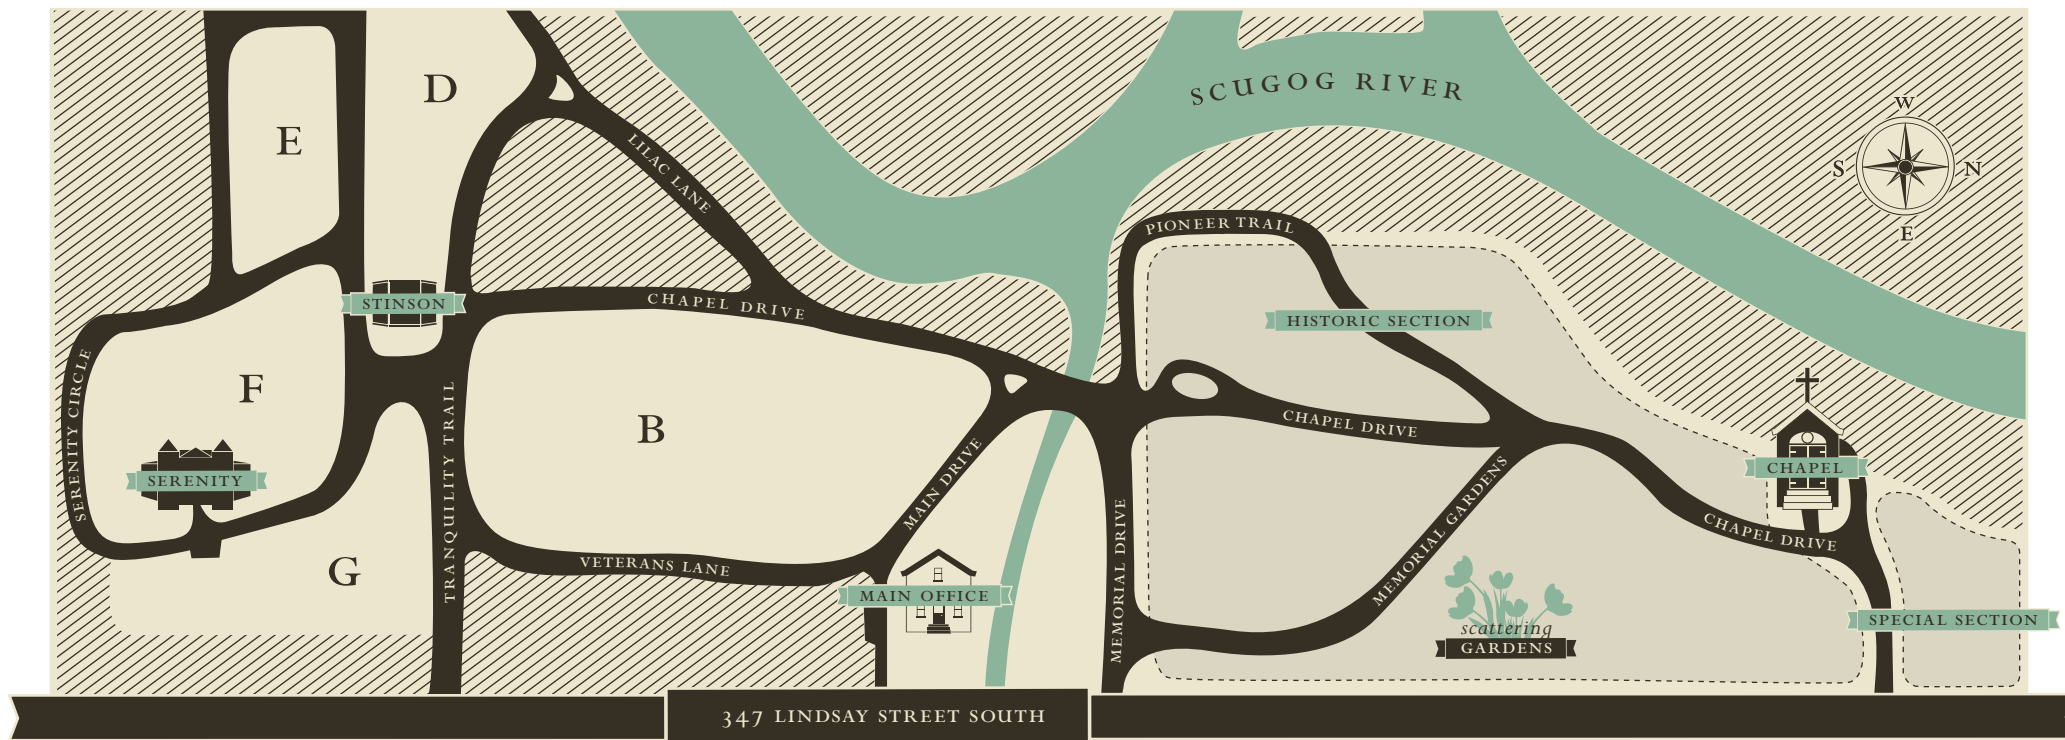 SCUGOG RIVER
W
S
N
E
D
E
LILAC LANE
PIONEER TRAIL
STINSON
CHAPEL DRIVE
HISTORIC SECTION
SERENITY CIRCLE
F
TRANQUILITY TRAIL
B
MAIN DRIVE
CHAPEL DRIVE
SERENITY
CHAPEL
MEMORIAL GARDENS
CHAPEL DRIVE
G
VETERANS LANE
MAIN OFFICE
MEMORIAL DRIVE
scattering
GARDENS
SPECIAL SECTION
347 LINDSAY STREET SOUTH